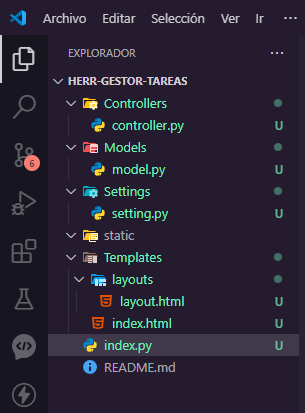 Archivo Editar Selección Ver Ir ...
EXPLORADOR ...
HERR-GESTOR-TAREAS
Controllers
controller.py U
Models
model.py U
Settings
setting.py U
static
Templates
layouts
layout.html U
index.html U
index.py U
README.md
6